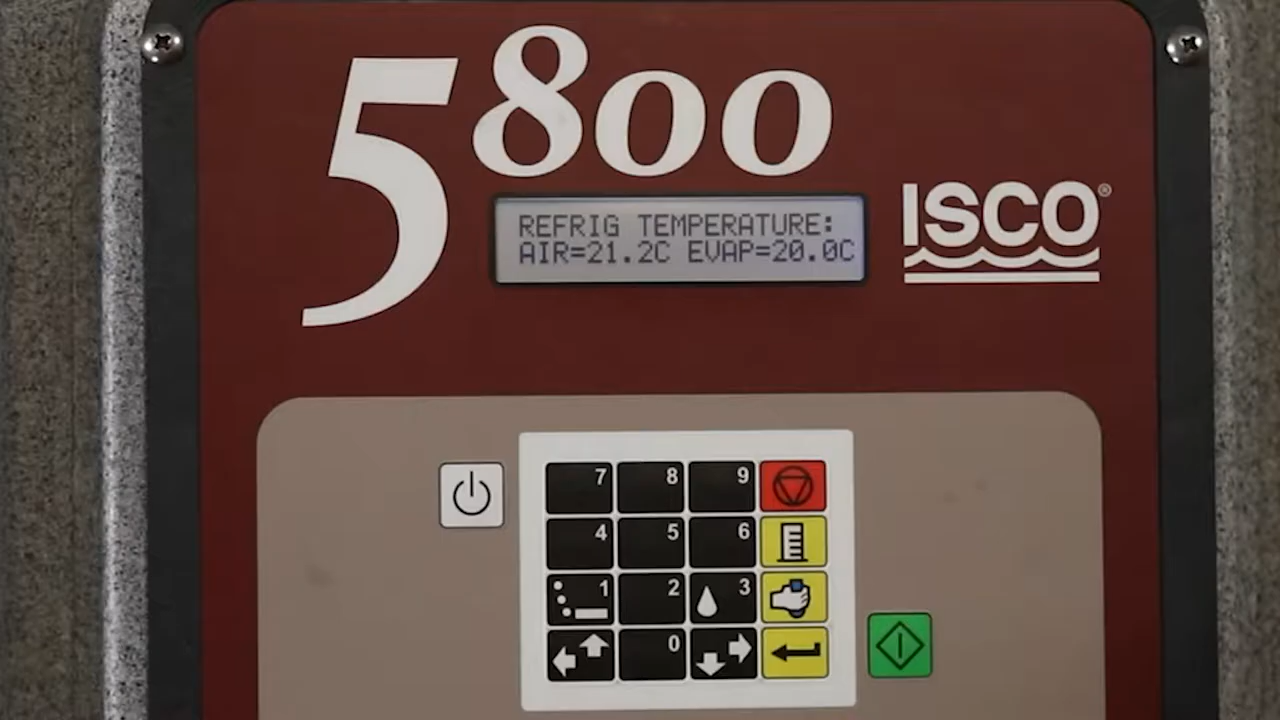 5800
ISCO®
REFRIG TEMPERATURE:
AIR=21.2C EVAP=20.0C
7 8 9
4 5 6
1 2 3
0